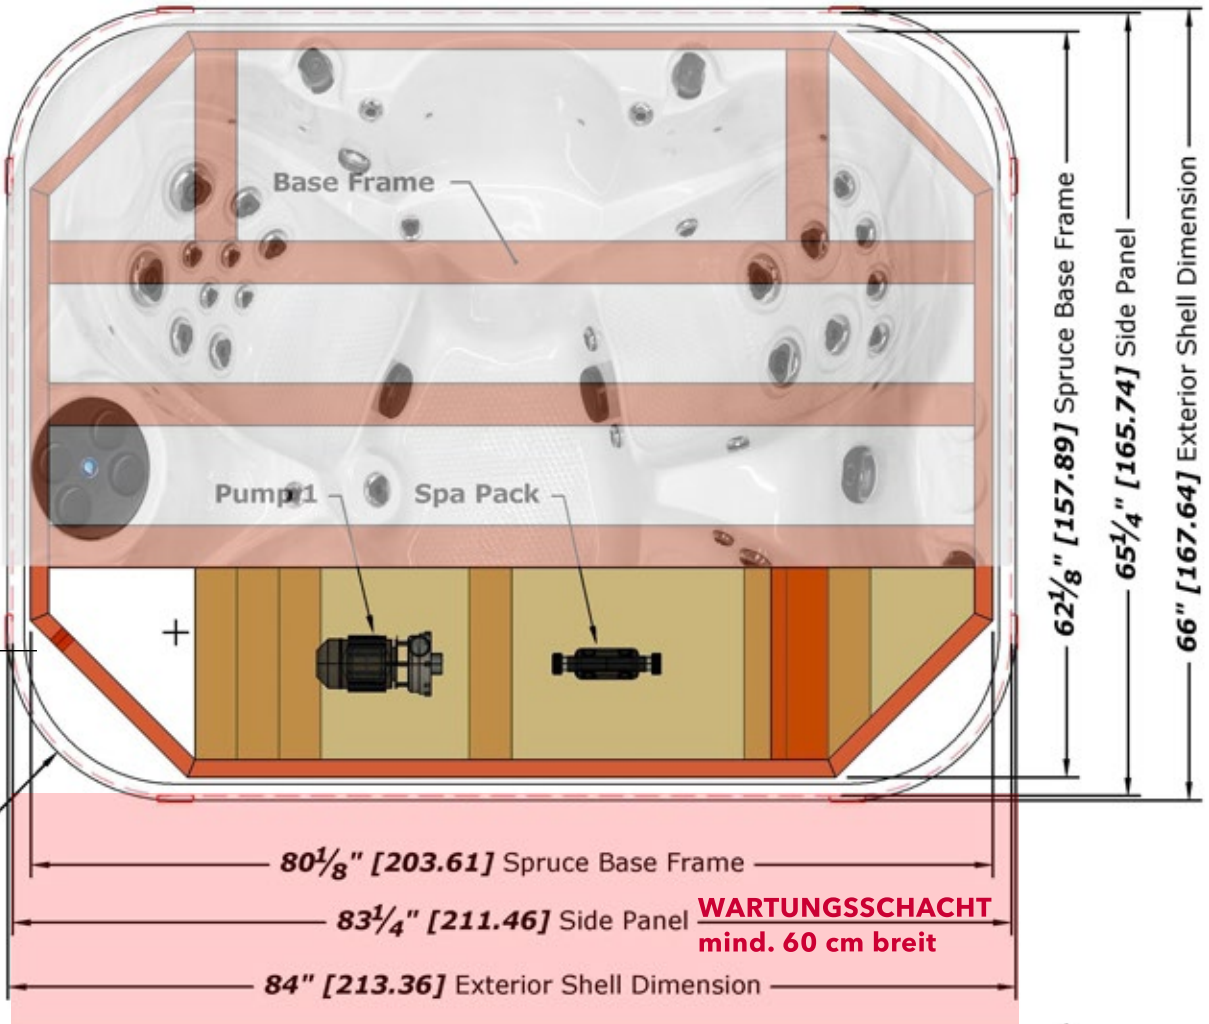 Base Frame
Pump 1
Spa Pack
62⅛" [157.89] Spruce Base Frame
65¼" [165.74] Side Panel
66" [167.64] Exterior Shell Dimension
80⅛" [203.61] Spruce Base Frame
83¼" [211.46] Side Panel
WARTUNGSSCHACHT
mind. 60 cm breit
84" [213.36] Exterior Shell Dimension